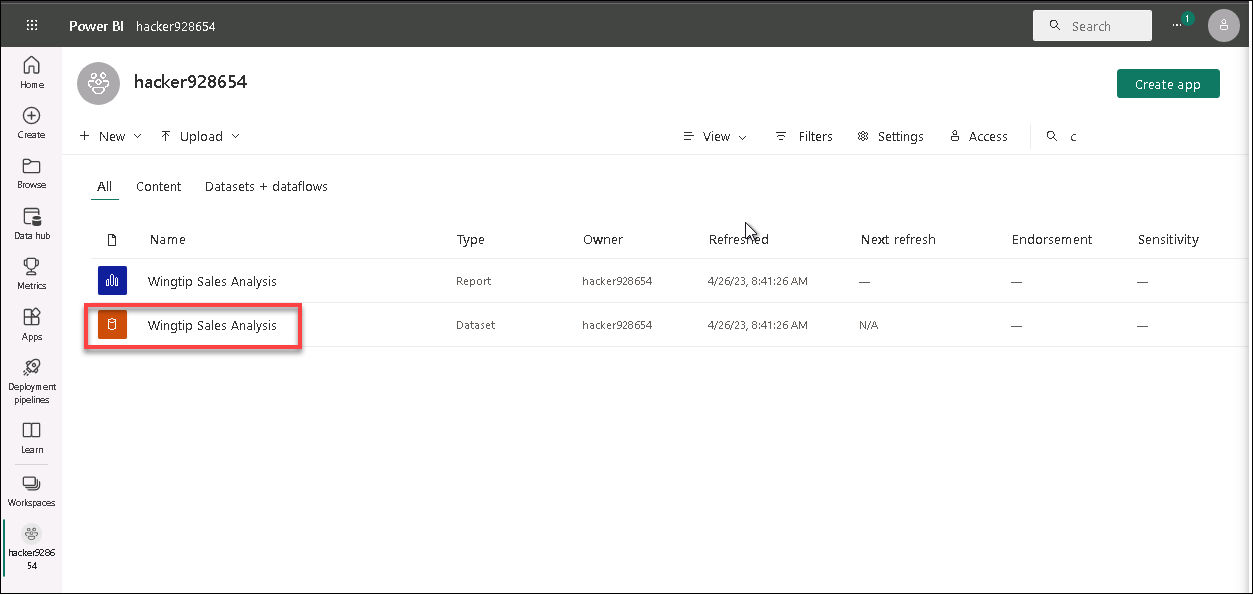 Power BI hacker928654 Search 1
Home
Create
Browse
Data hub
Metrics
Apps
Deployment
pipelines
Learn
Workspaces
hacker9286
54
hacker928654 Create app
New Upload View Filters Settings Access c
All Content Datasets + dataflows
Name Type Owner Refreshed Next refresh Endorsement Sensitivity
Wingtip Sales Analysis Report hacker928654 4/26/23, 8:41:26 AM — — —
Wingtip Sales Analysis Dataset hacker928654 4/26/23, 8:41:26 AM N/A — —